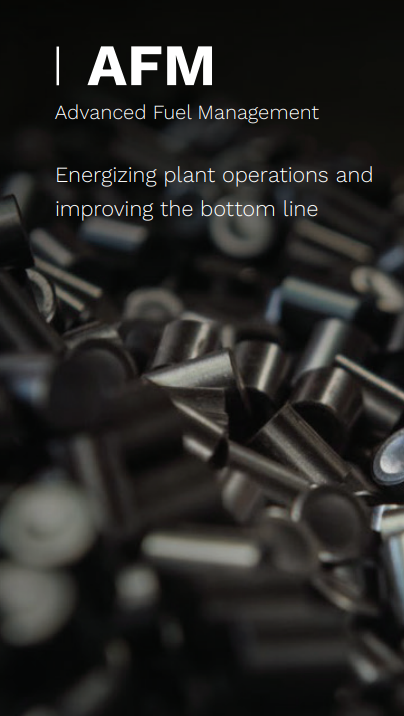 AFM
Advanced Fuel Management
Energizing plant operations and
improving the bottom line